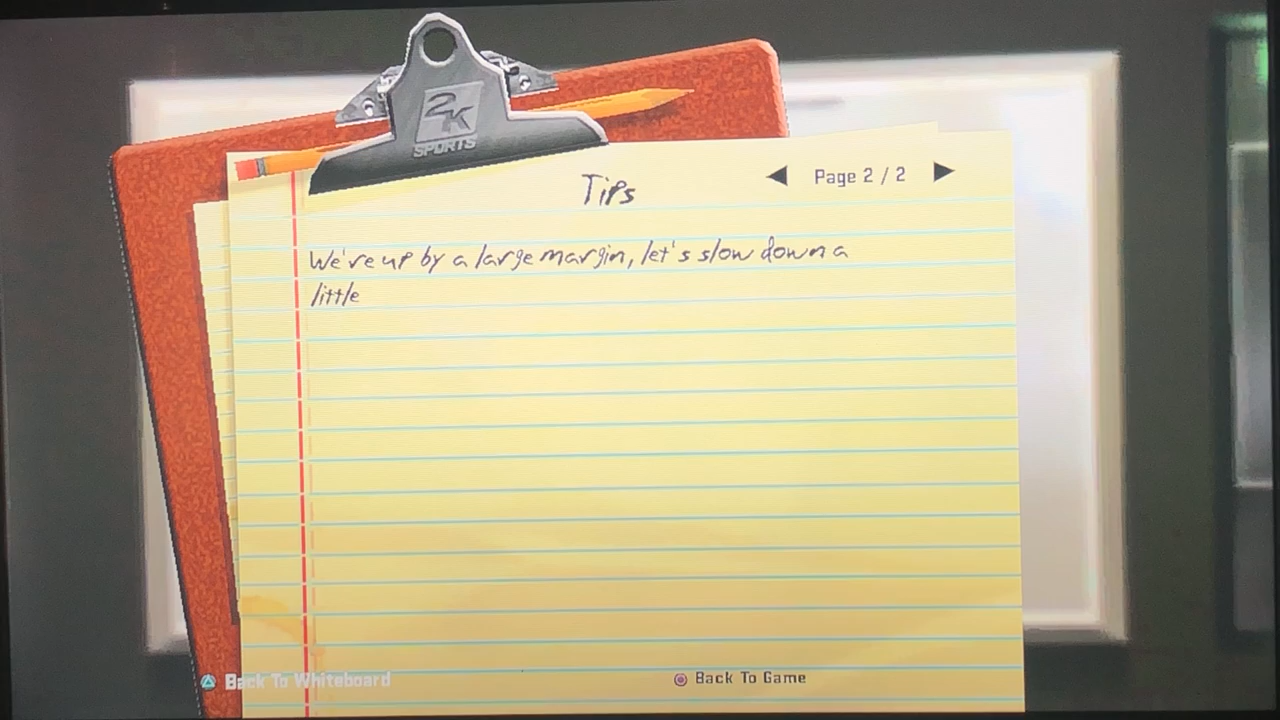 2K
SPORTS
Tips
Page 2 / 2
We're up by a large margin, let's slow down a
little
Back To Whiteboard
Back To Game